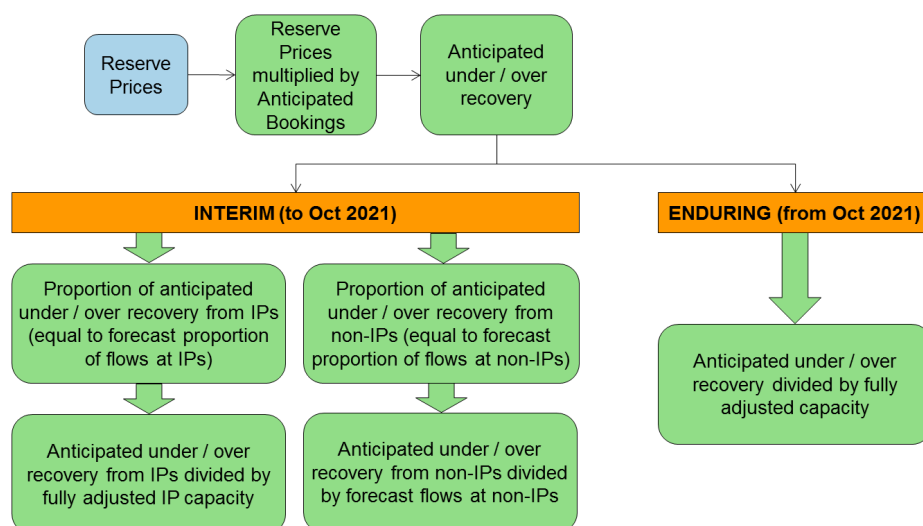 Reserve
Prices
Reserve
Prices
multiplied by
Anticipated
Bookings
Anticipated
under / over
recovery
INTERIM (to Oct 2021)
ENDURING (from Oct 2021)
Proportion of anticipated
under / over recovery from IPs
(equal to forecast proportion
of flows at IPs)
Proportion of anticipated
under / over recovery from
non-IPs (equal to forecast
proportion of flows at non-IPs)
Anticipated under / over
recovery divided by fully
adjusted capacity
Anticipated under / over
recovery from IPs divided by
fully adjusted IP capacity
Anticipated under / over
recovery from non-IPs divided
by forecast flows at non-IPs